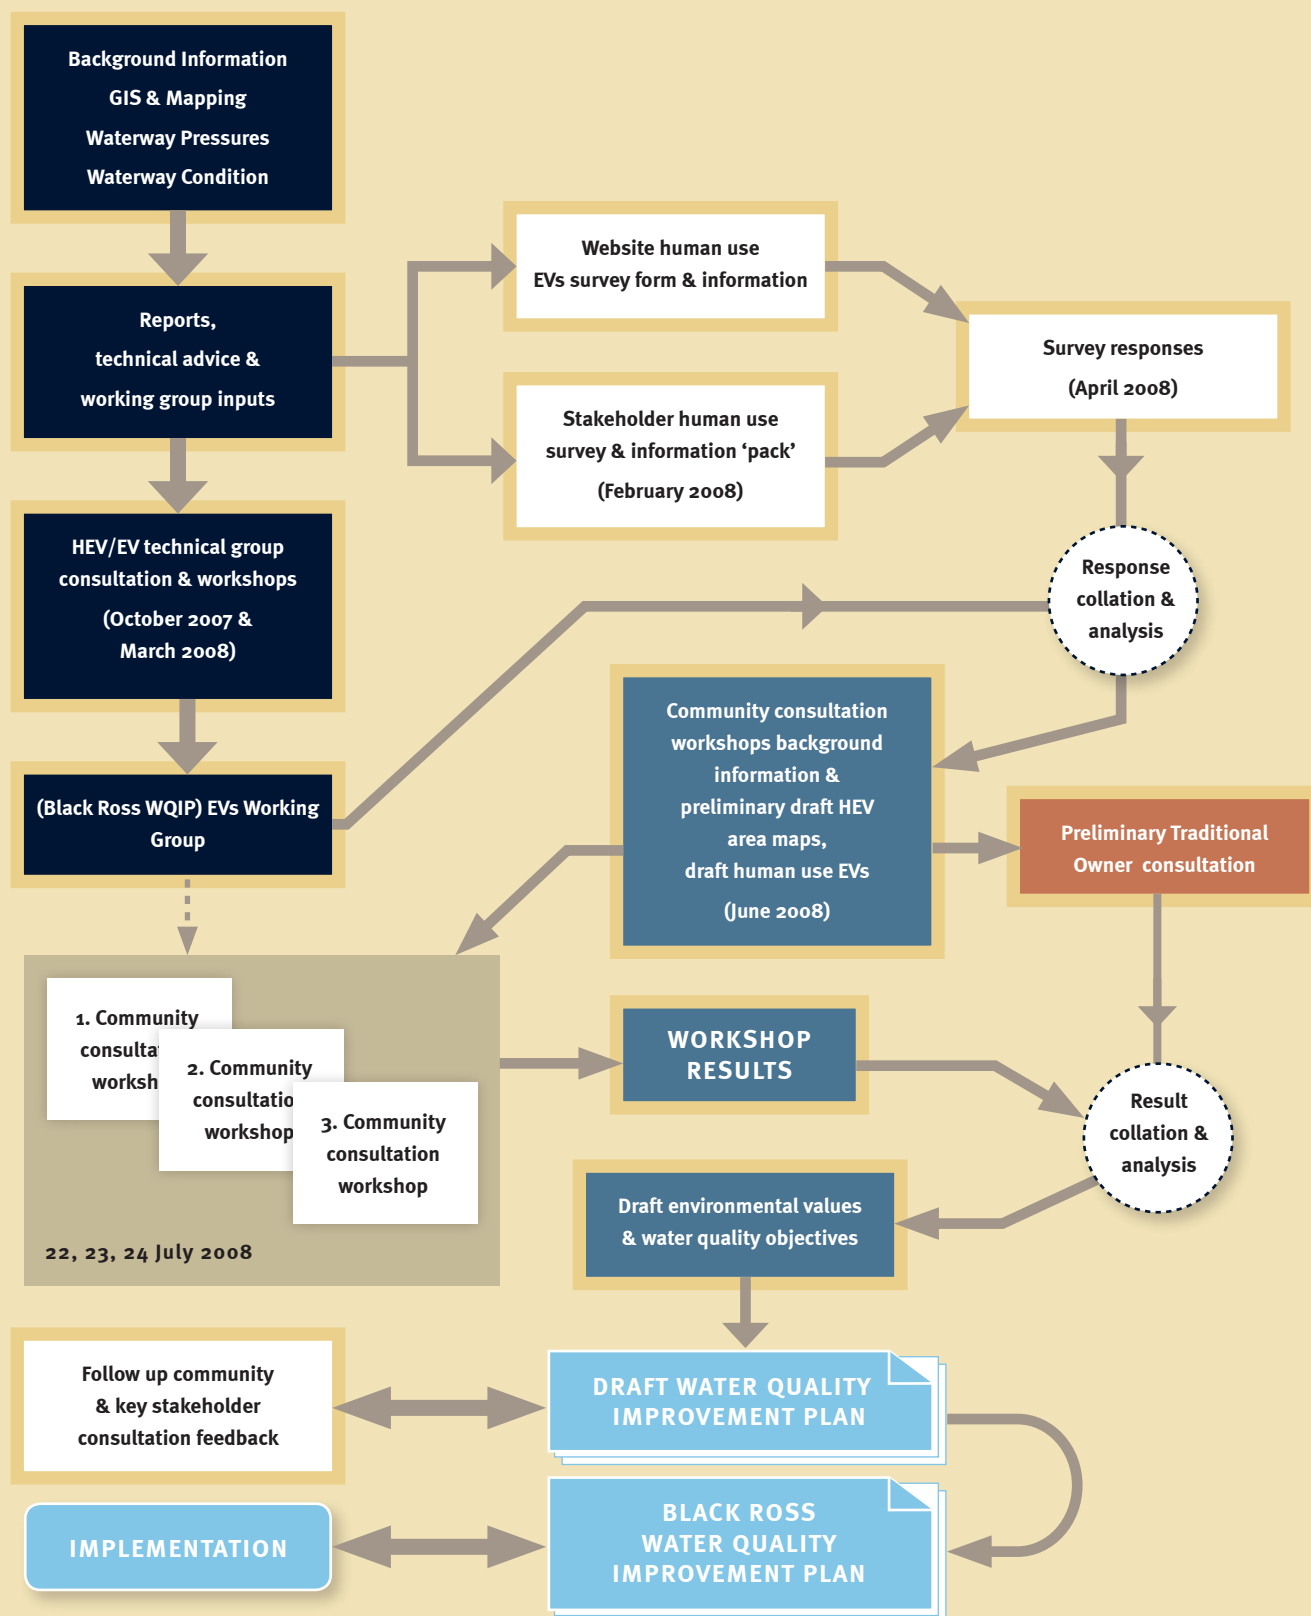 Background Information
GIS & Mapping
Waterway Pressures
Waterway Condition
Reports,
technical advice &
working group inputs
HEV/EV technical group
consultation & workshops
(October 2007 &
March 2008)
(Black Ross WQIP) EVs Working
Group
Website human use
EVs survey form & information
Stakeholder human use
survey & information ‘pack’
(February 2008)
Survey responses
(April 2008)
Response
collation &
analysis
Community consultation
workshops background
information &
preliminary draft HEV
area maps,
draft human use EVs
(June 2008)
Preliminary Traditional
Owner consultation
1. Community
2. Community
3. Community
consultation
workshop
22, 23, 24 July 2008
WORKSHOP
RESULTS
Result
collation &
analysis
Draft environmental values
& water quality objectives
DRAFT WATER QUALITY
IMPROVEMENT PLAN
Follow up community
& key stakeholder
consultation feedback
BLACK ROSS
WATER QUALITY
IMPROVEMENT PLAN
IMPLEMENTATION